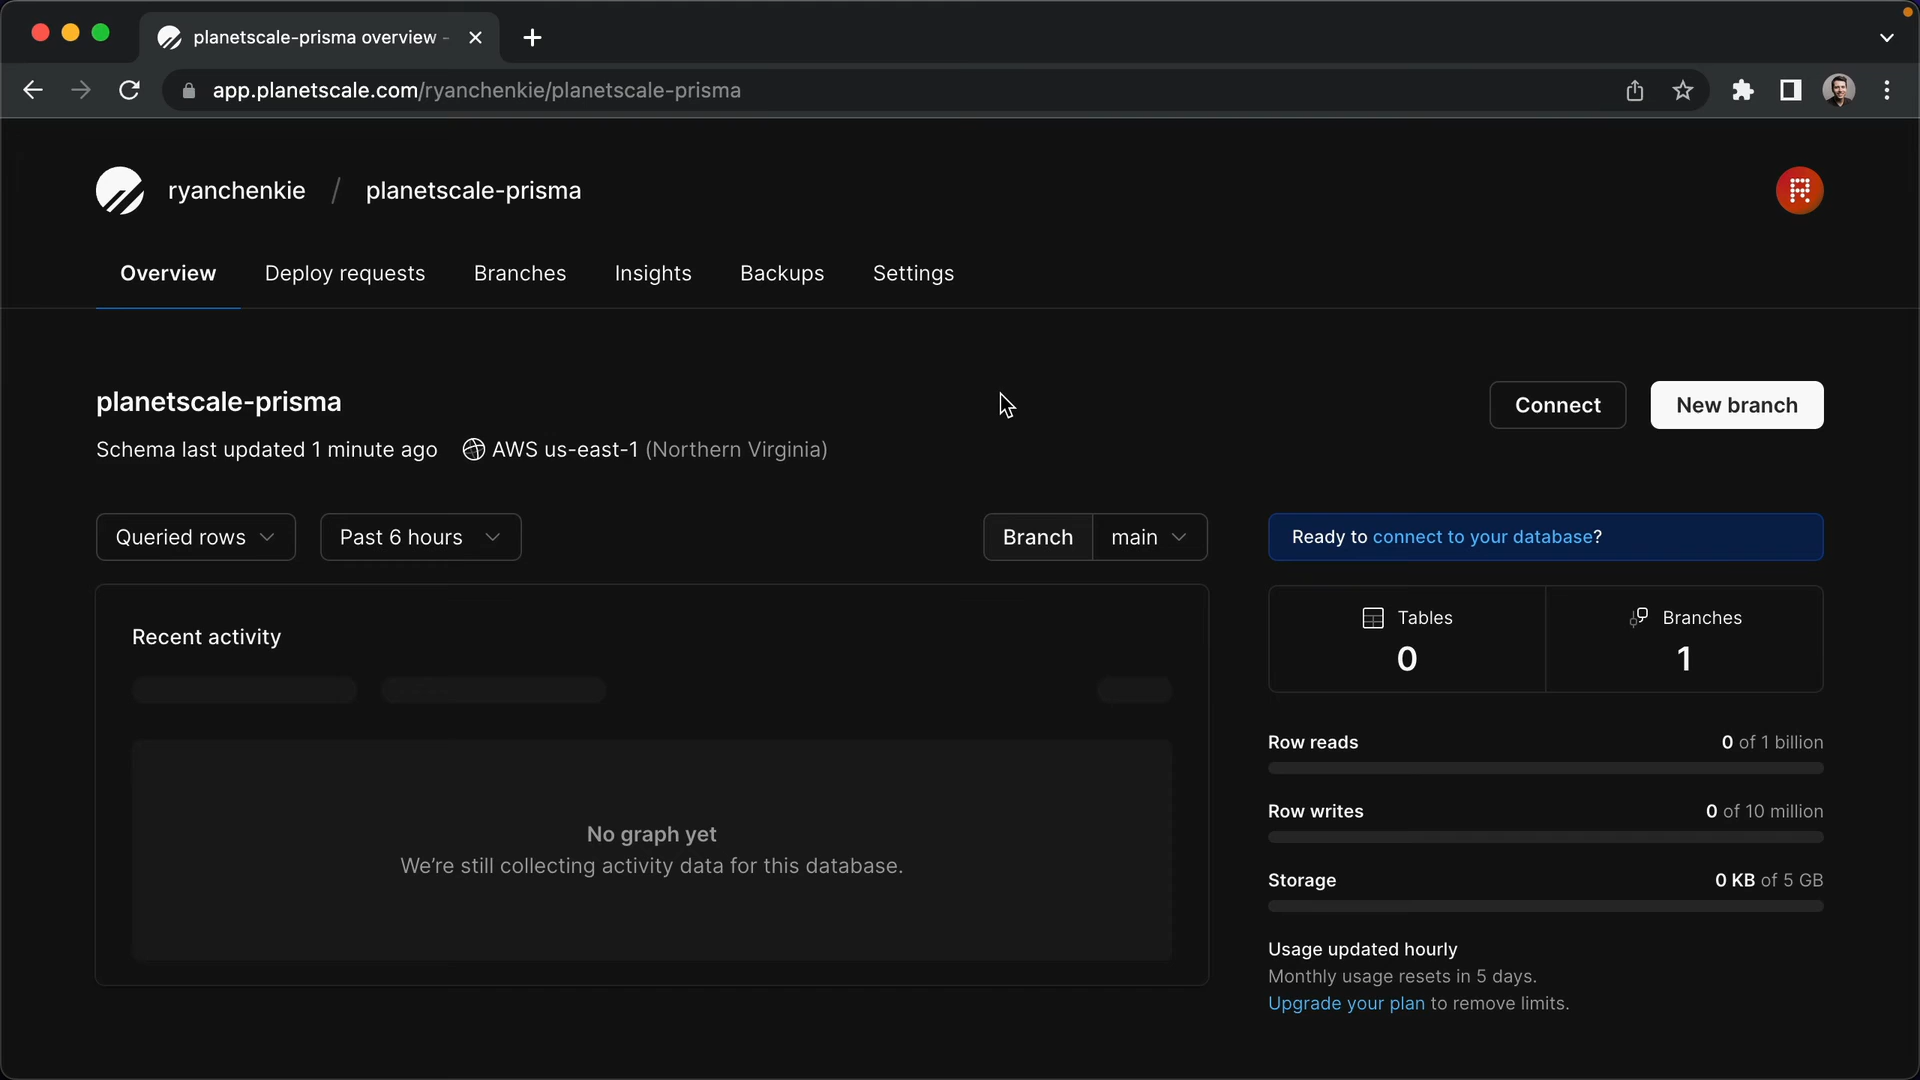 planetscale-prisma overview -
app.planetscale.com/ryanchenkie/planetscale-prisma
ryanchenkie / planetscale-prisma
Overview Deploy requests Branches Insights Backups Settings
planetscale-prisma
Connect New branch
Schema last updated 1 minute ago AWS us-east-1 (Northern Virginia)
Queried rows Past 6 hours Branch main
Ready to connect to your database?
Recent activity
Tables Branches
0 1
No graph yet
We're still collecting activity data for this database.
Row reads 0 of 1 billion
Row writes 0 of 10 million
Storage 0 KB of 5 GB
Usage updated hourly
Monthly usage resets in 5 days.
Upgrade your plan to remove limits.